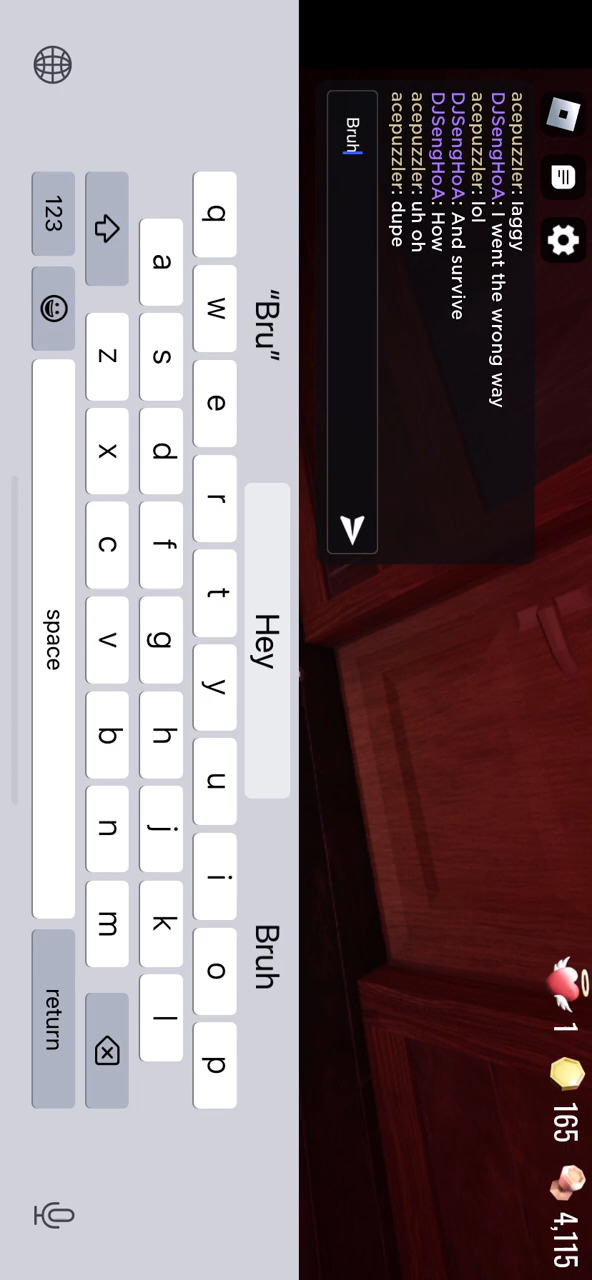 acepuzzler: laggy
DJSengHoA: I went the wrong way
acepuzzler: lol
DJSengHoA: And survive
DJSengHoA: How
acepuzzler: uh oh
acepuzzler: dupe
Bruh
1 165 4,115
“Bru” Hey Bruh
q w e r t y u i o p
a s d f g h j k l
z x c v b n m
123 space return